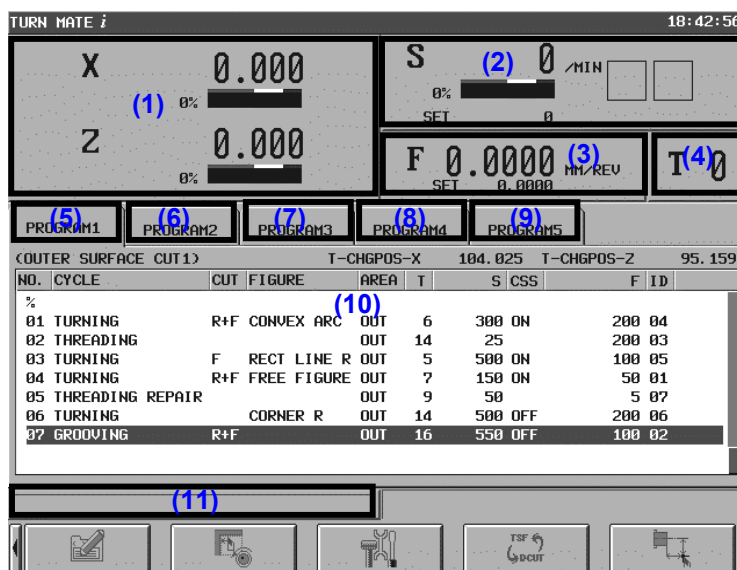 TURN MATE i 18:42:56
X 0.000
(1)
0%
Z 0.000
0%
S (2) 0 /MIN
0%
SET 0
F 0.0000 (3) MM/REV
SET 0.0000
T (4) 0
(5) (6) (7) (8) (9)
PROGRAM1 PROGRAM2 PROGRAM3 PROGRAM4 PROGRAM5
(OUTER SURFACE CUT1) T-CHGPOS-X 104.025 T-CHGPOS-Z 95.159
NO. CYCLE CUT FIGURE AREA T S CSS F ID
%
(10)
01 TURNING R+F CONVEX ARC OUT 6 300 ON 200 04
02 THREADING OUT 14 25 200 03
03 TURNING F RECT LINE R OUT 5 500 ON 100 05
04 TURNING R+F FREE FIGURE OUT 7 150 ON 50 01
05 THREADING REPAIR OUT 9 50 5 07
06 TURNING CORNER R OUT 14 500 OFF 200 06
07 GROOVING R+F OUT 16 550 OFF 100 02
(11)
TSF
DCUT